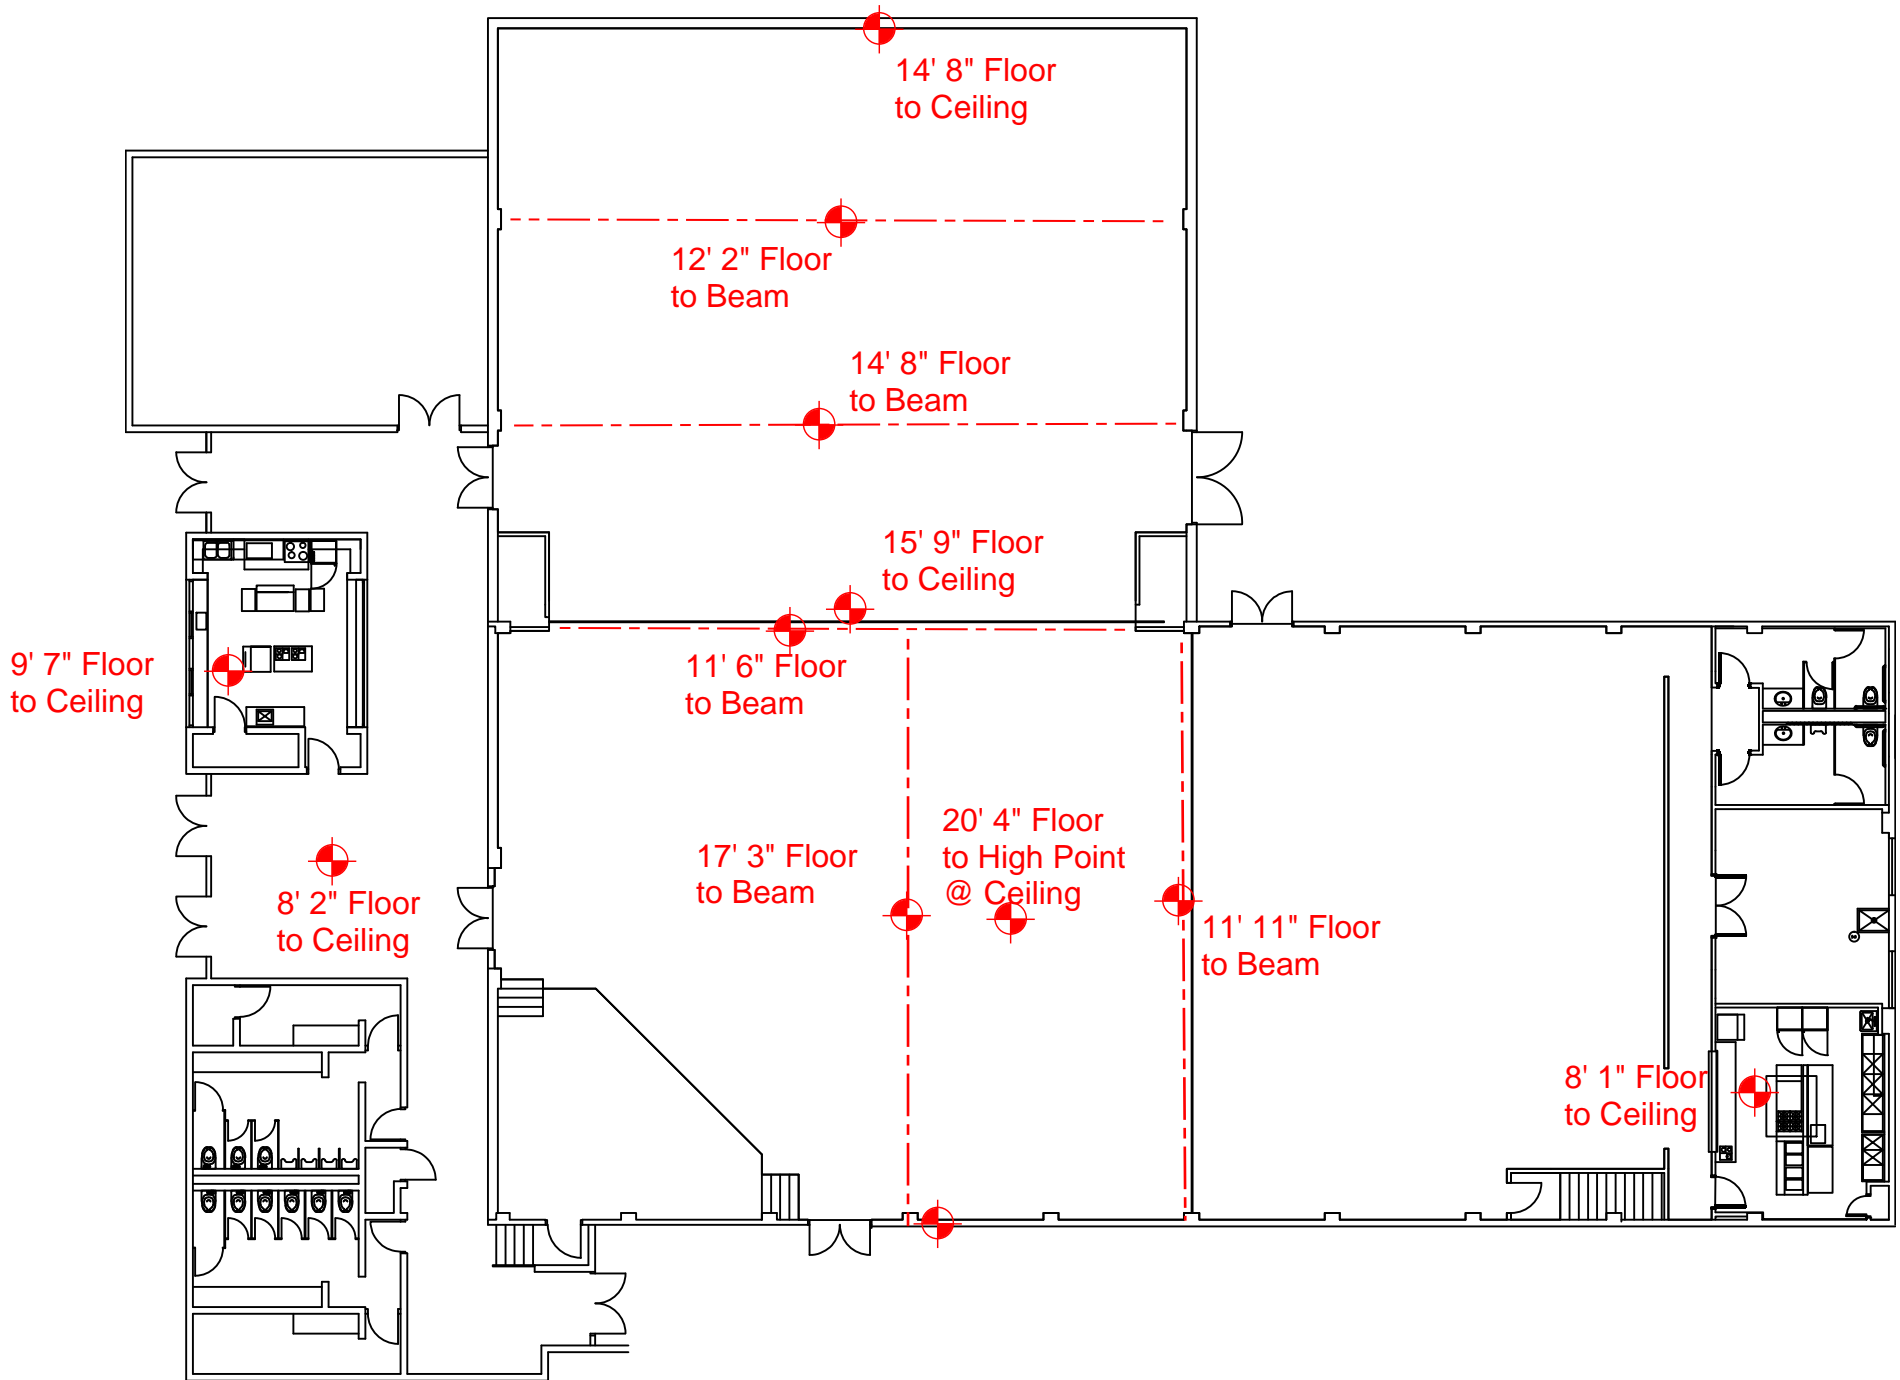 14' 8" Floor
to Ceiling
12' 2" Floor
to Beam
14' 8" Floor
to Beam
15' 9" Floor
to Ceiling
9' 7" Floor
to Ceiling
11' 6" Floor
to Beam
20' 4" Floor
to High Point
@ Ceiling
17' 3" Floor
to Beam
8' 2" Floor
to Ceiling
11' 11" Floor
to Beam
8' 1" Floor
to Ceiling